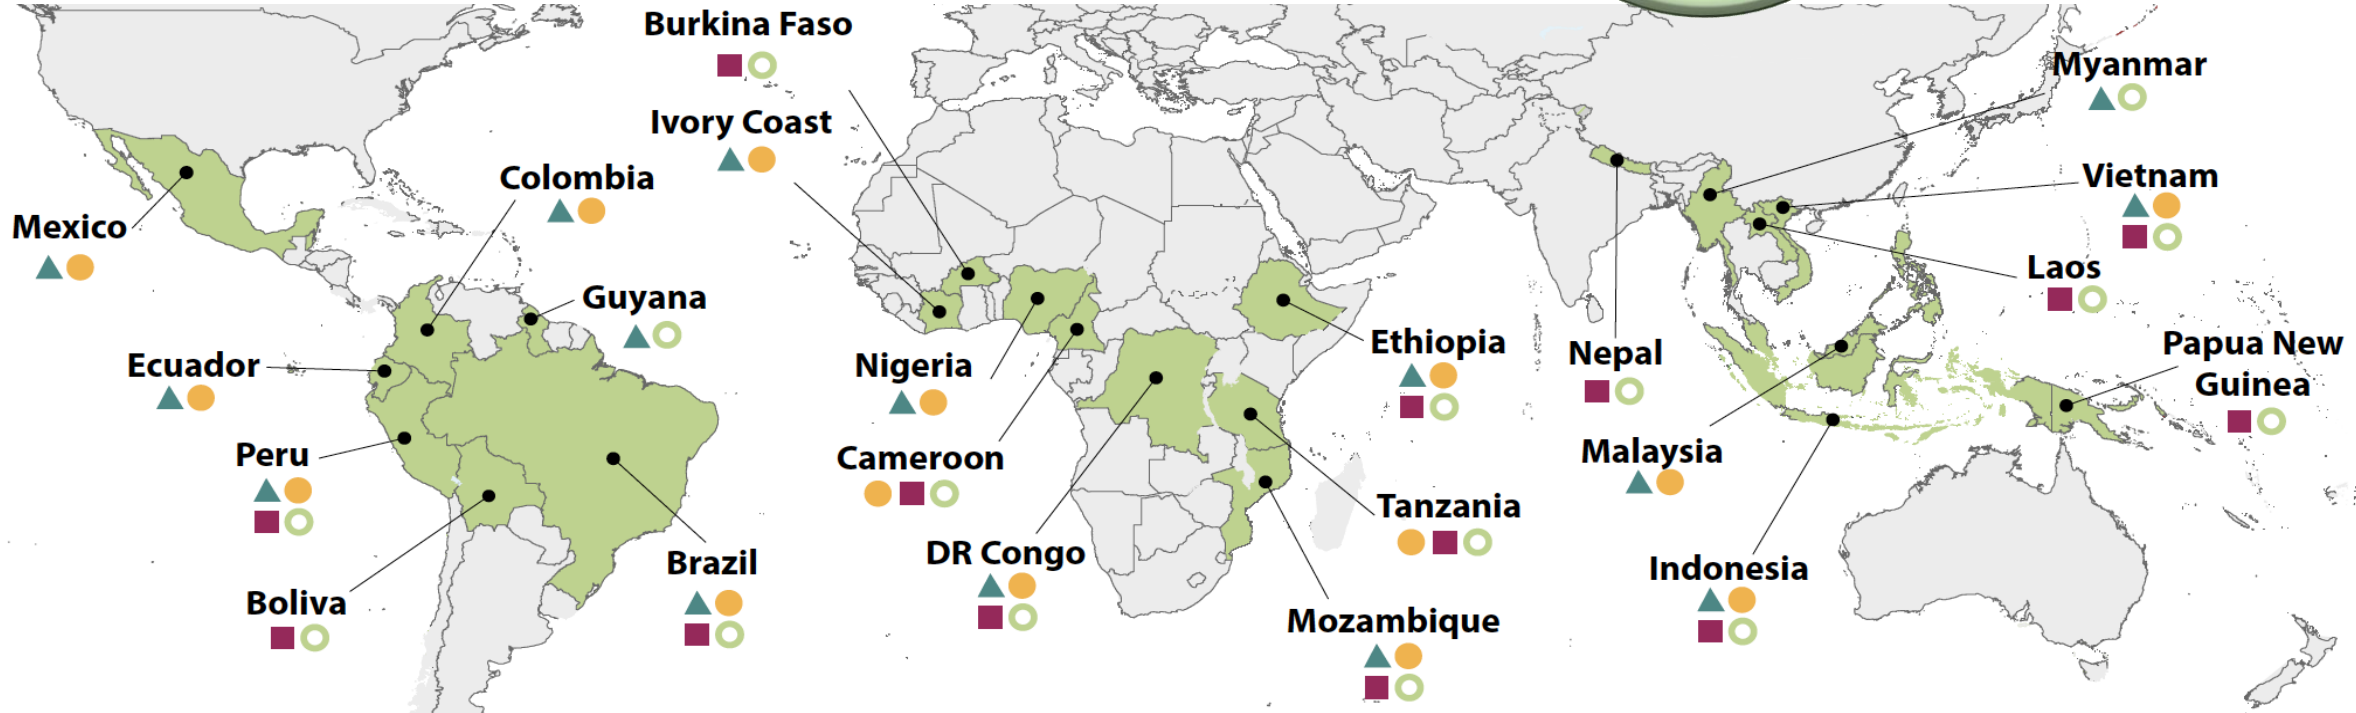 Burkina Faso
Myanmar
Ivory Coast
Colombia
Vietnam
Mexico
Laos
Guyana
Ecuador
Nigeria
Ethiopia
Nepal
Papua New
Guinea
Peru
Cameroon
Malaysia
Tanzania
DR Congo
Brazil
Indonesia
Boliva
Mozambique